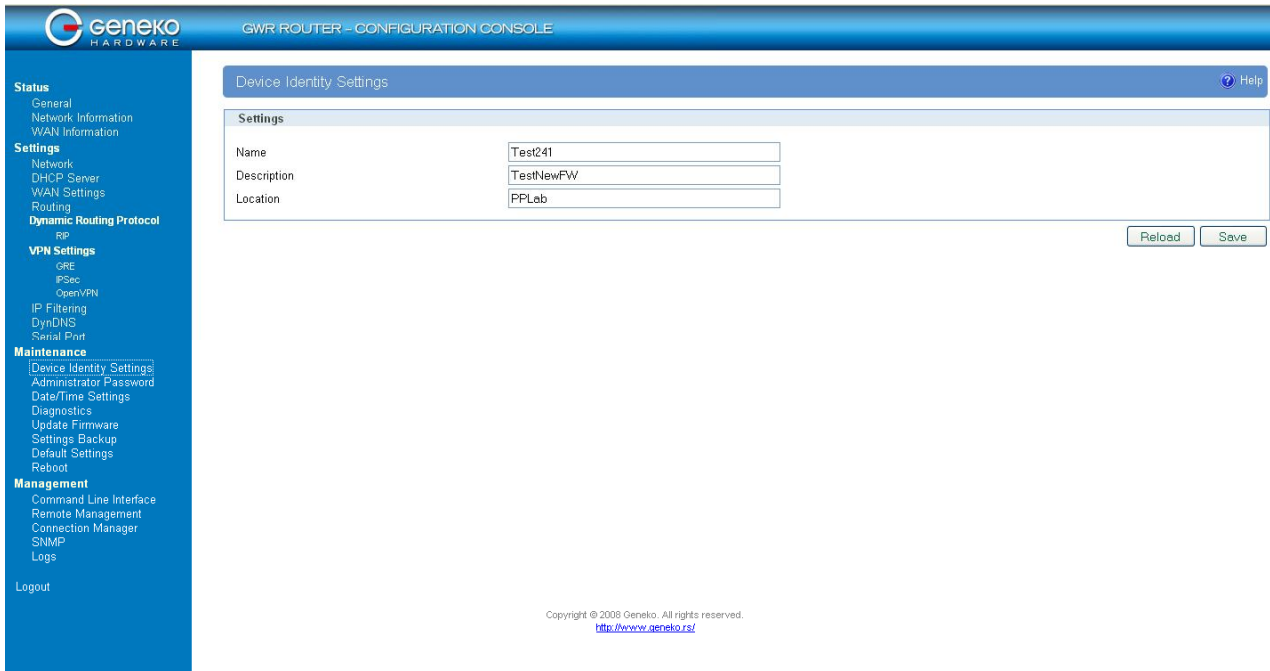 Geneko
HARDWARE
GWR ROUTER – CONFIGURATION CONSOLE
Status
General
Network Information
WAN Information
Settings
Network
DHCP Server
WAN Settings
Routing
Dynamic Routing Protocol
RIP
VPN Settings
GRE
IPSec
OpenVPN
IP Filtering
DynDNS
Serial Port
Maintenance
Device Identity Settings
Administrator Password
Date/Time Settings
Diagnostics
Update Firmware
Settings Backup
Default Settings
Reboot
Management
Command Line Interface
Remote Management
Connection Manager
SNMP
Logs
Logout
Device Identity Settings
? Help
Settings
Name Test241
Description TestNewFW
Location PPLab
Reload Save
Copyright © 2008 Geneko. All rights reserved.
http://www.geneko.rs/